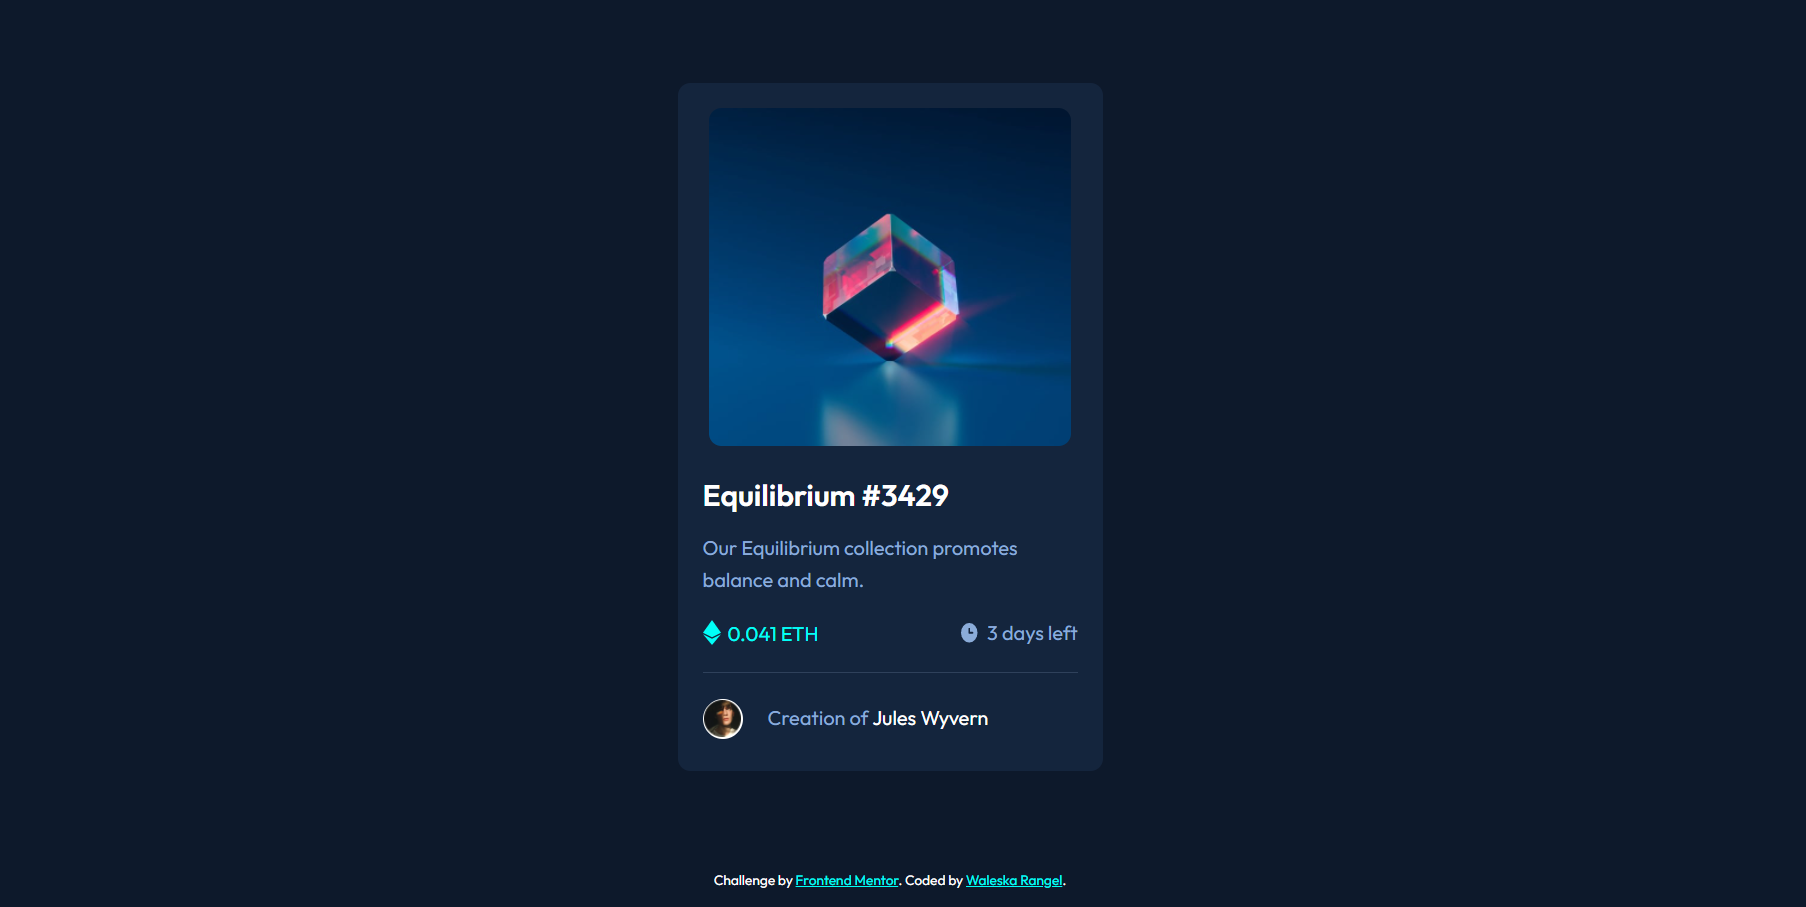 Equilibrium #3429
Our Equilibrium collection promotes
balance and calm.
0.041 ETH
3 days left
Creation of Jules Wyvern
Challenge by Frontend Mentor. Coded by Waleska Rangel.